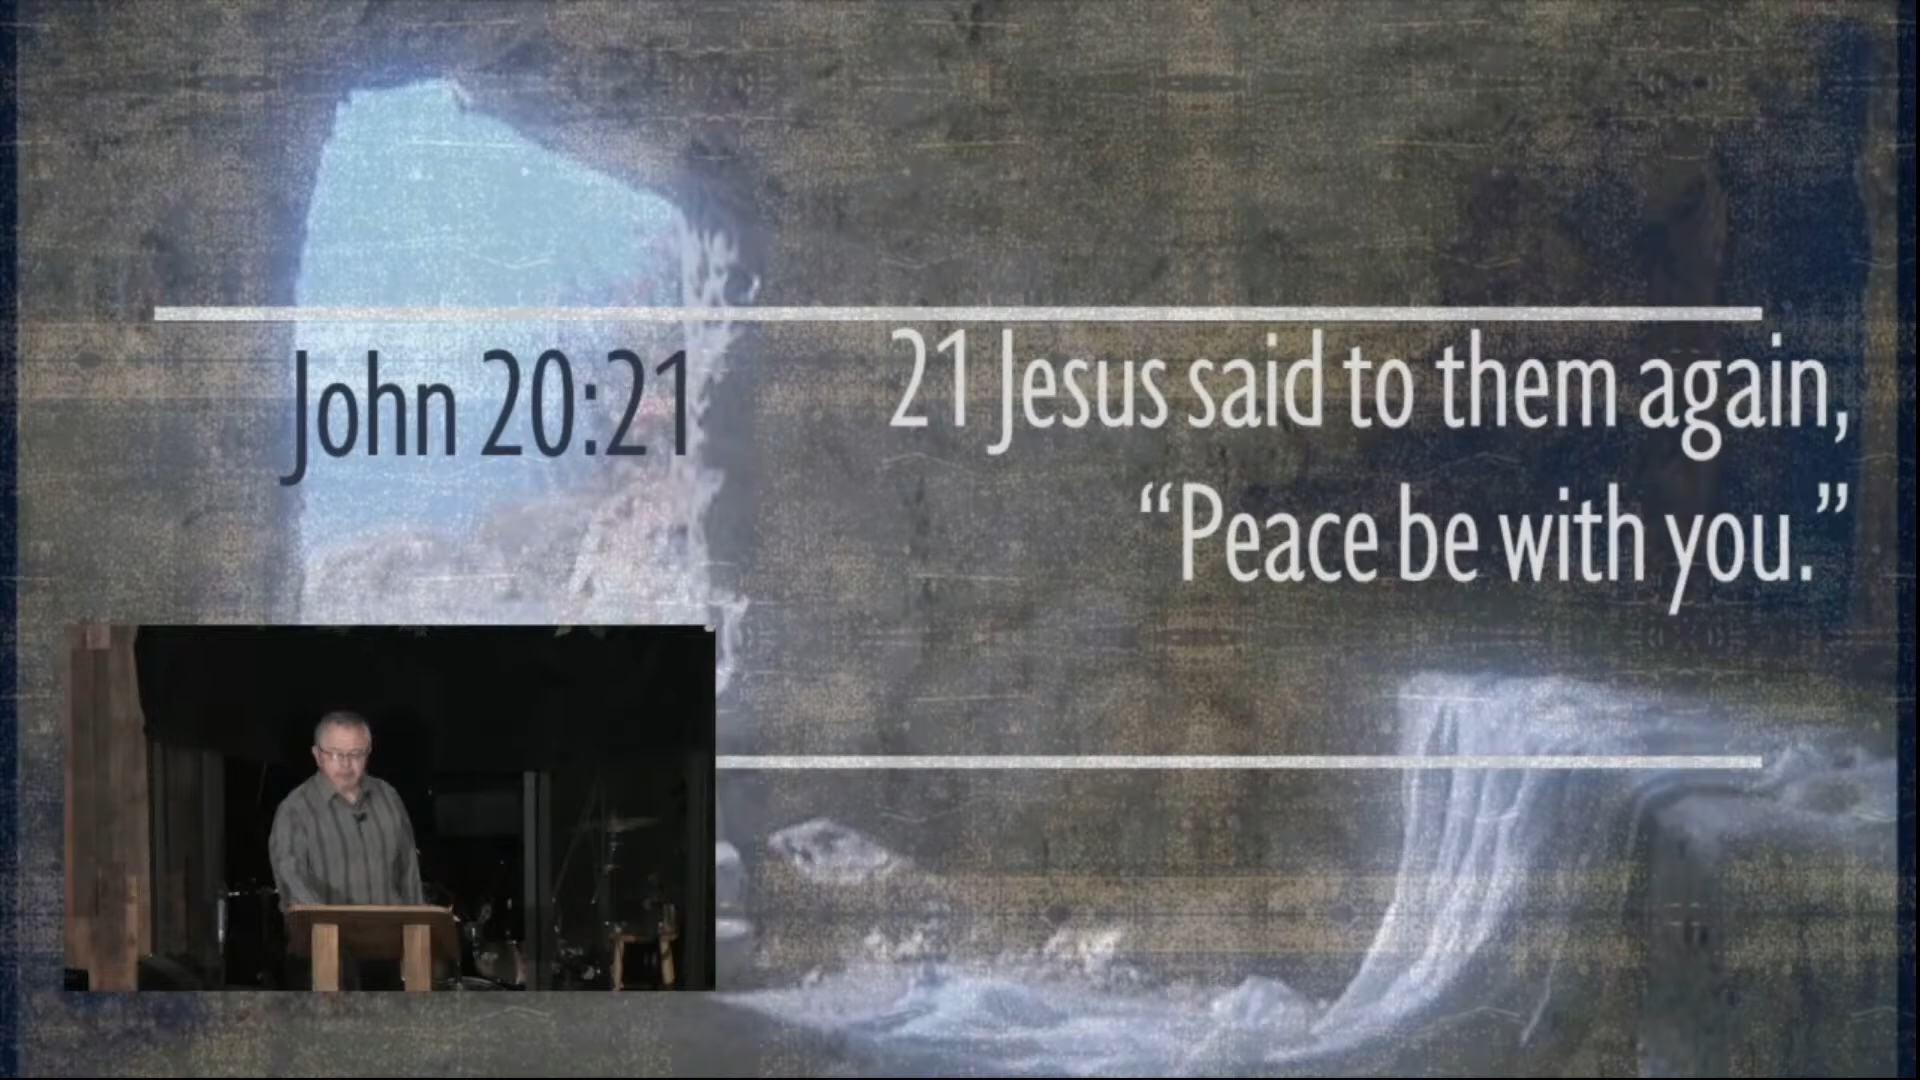 John 20:21
21 Jesus said to them again,
“Peace be with you.”